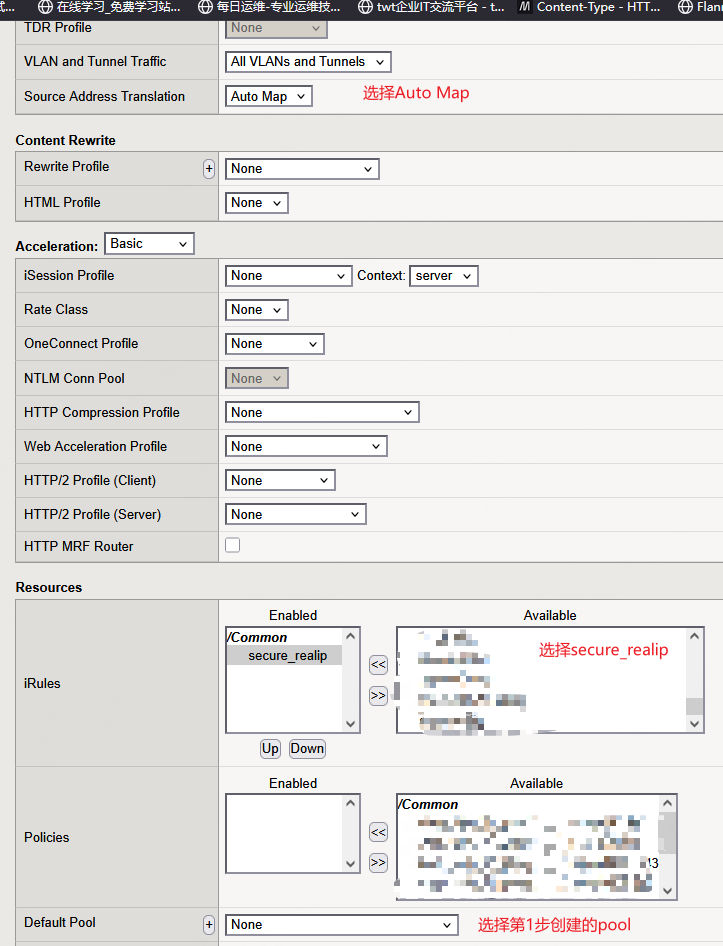 在线学习_免费学习站...
每日运维-专业运维技...
twt企业IT交流平台 - t...
Content-Type - HTT...
Flann
TDR Profile None
VLAN and Tunnel Traffic All VLANs and Tunnels
Source Address Translation Auto Map 选择Auto Map
Content Rewrite
Rewrite Profile + None
HTML Profile None
Acceleration: Basic
iSession Profile None Context: server
Rate Class None
OneConnect Profile None
NTLM Conn Pool None
HTTP Compression Profile None
Web Acceleration Profile None
HTTP/2 Profile (Client) None
HTTP/2 Profile (Server) None
HTTP MRF Router
Resources
Enabled Available
/Common
secure_realip 选择secure_realip
iRules
<<
>>
Up Down
Enabled Available
/Common
Policies
<<
>>
Default Pool + None 选择第1步创建的pool